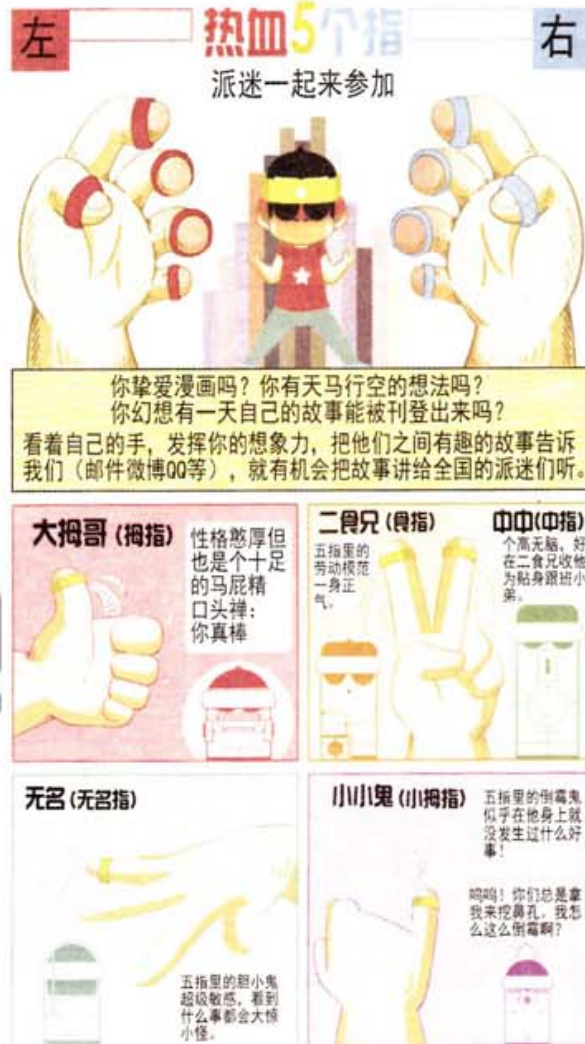 左
热血5个指
右
派迷一起来参加
你挚爱漫画吗？你有天马行空的想法吗？
你幻想有一天自己的故事能被刊登出来吗？
看着自己的手，发挥你的想象力，把他们之间有趣的故事告诉
我们（邮件微博QQ等），就有机会把故事讲给全国的派迷们听。
大拇哥（拇指）
性格憨厚但
也是个十足
的马屁精
口头禅：
你真棒
二食兄（食指）
五指里的
劳动模范
一身正
气。
中中（中指）
个高无脑，好
在二食兄收他
为贴身跟班小
弟。
无名（无名指）
五指里的胆小鬼
超级敏感，看到
什么事都会大惊
小怪。
小小鬼（小拇指）
五指里的倒霉鬼
似乎在他身上就
没发生过什么好
事！
呜呜！你们总是拿
我来挖鼻孔，我怎
么这么倒霉啊？